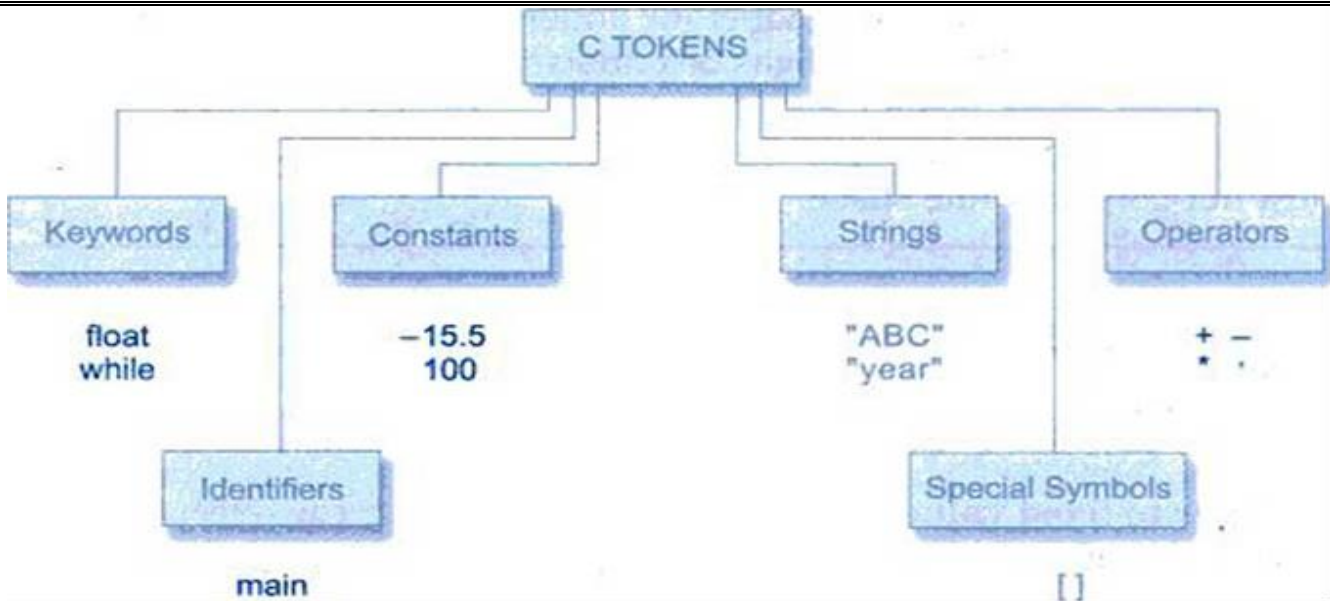 C TOKENS
Keywords
Constants
Strings
Operators
float
while
–15.5
100
"ABC"
"year"
+ –
*
Identifiers
Special Symbols
main
[ ]